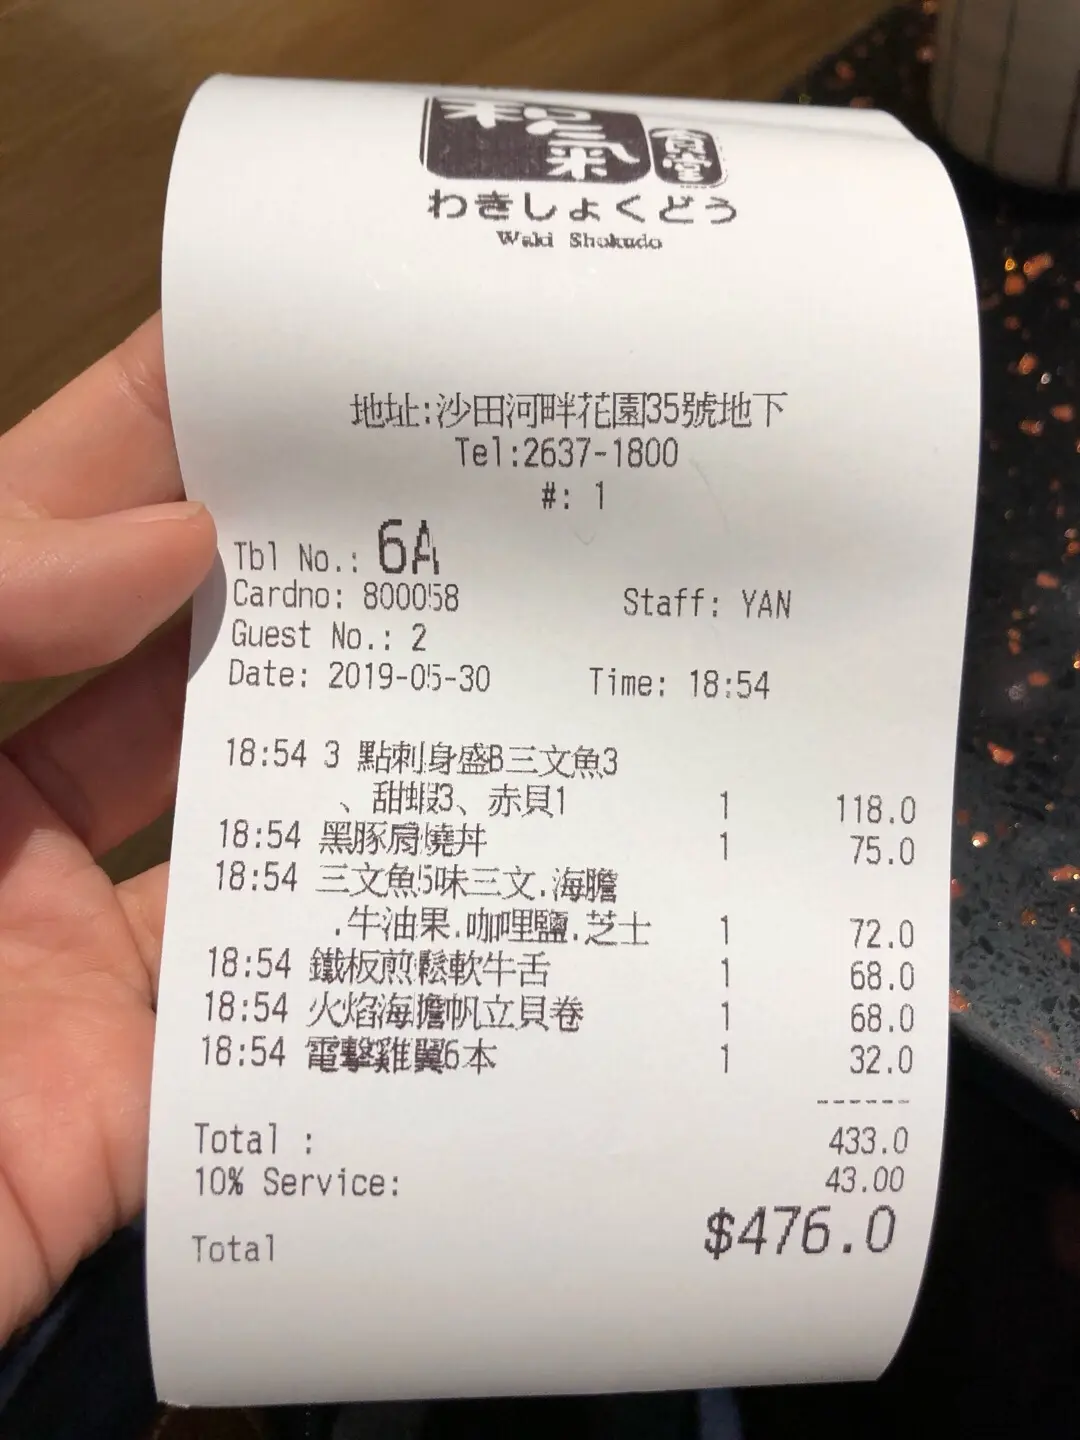 和氣
食堂
わきしょくどう
Waki Shokudo
地址:沙田河畔花園35號地下
Tel:2637-1800
#: 1
Tbl No.: 6A
Cardno: 800058 Staff: YAN
Guest No.: 2
Date: 2019-05-30 Time: 18:54
18:54 3 點刺身盛B三文魚3
、甜蝦3、赤貝1 1 118.0
18:54 黑豚肩燒丼 1 75.0
18:54 三文魚5味三文.海膽
.牛油果.咖哩鹽.芝士 1 72.0
18:54 鐵板煎鬆軟牛舌 1 68.0
18:54 火焰海膽帆立貝卷 1 68.0
18:54 電擊雞翼6本 1 32.0
------
Total : 433.0
10% Service: 43.00
Total $476.0